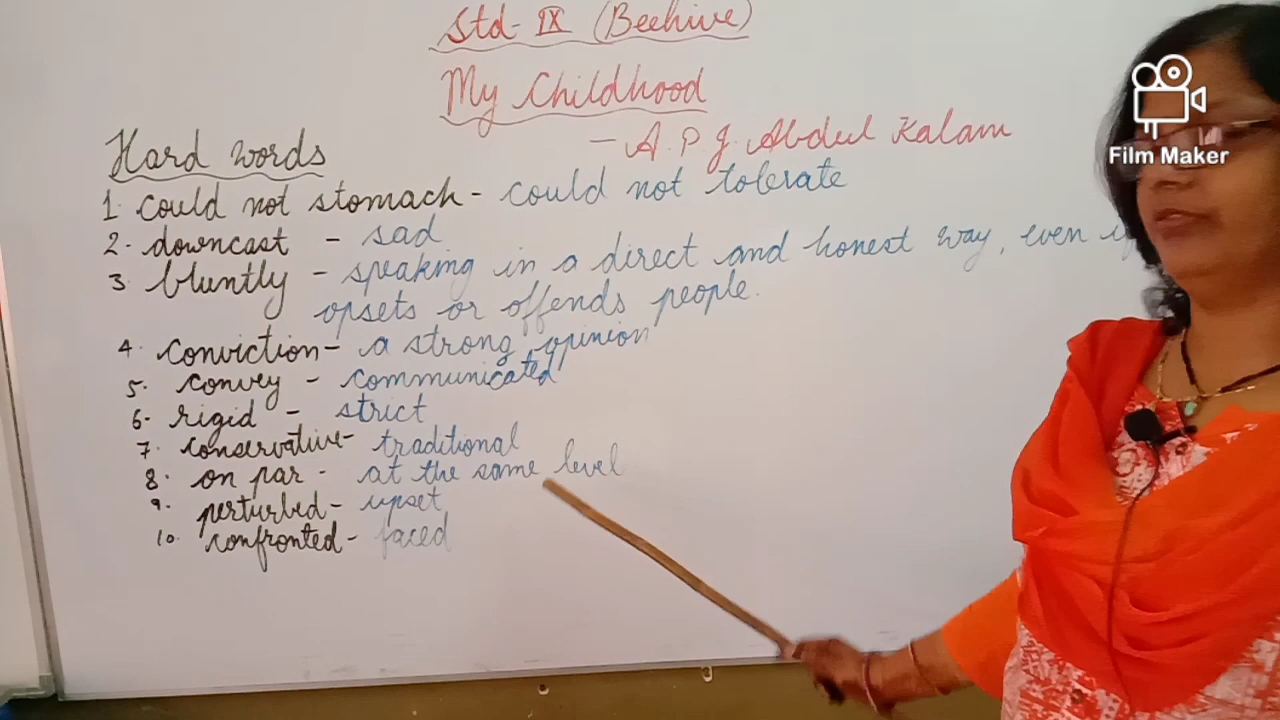 Std- IX (Beehive)
My Childhood
- A. P. J. Abdul Kalam
Hard words
1. could not stomach - could not tolerate
2. downcast - sad
3. bluntly - speaking in a direct and honest way, even if
upsets or offends people.
4. conviction - a strong opinion
5. convey - communicated
6. rigid - strict
7. conservative - traditional
8. on par - at the same level
9. perturbed - upset
10. confronted - faced
Film Maker